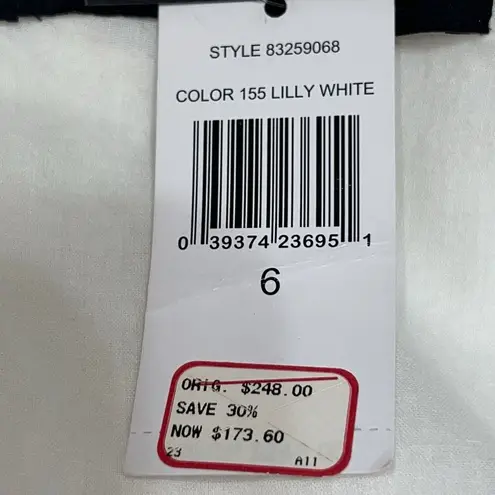 STYLE 83259068
COLOR 155 LILLY WHITE
0 39374 23695 1
6
ORIG. $248.00
SAVE 30%
NOW $173.60
23 A11